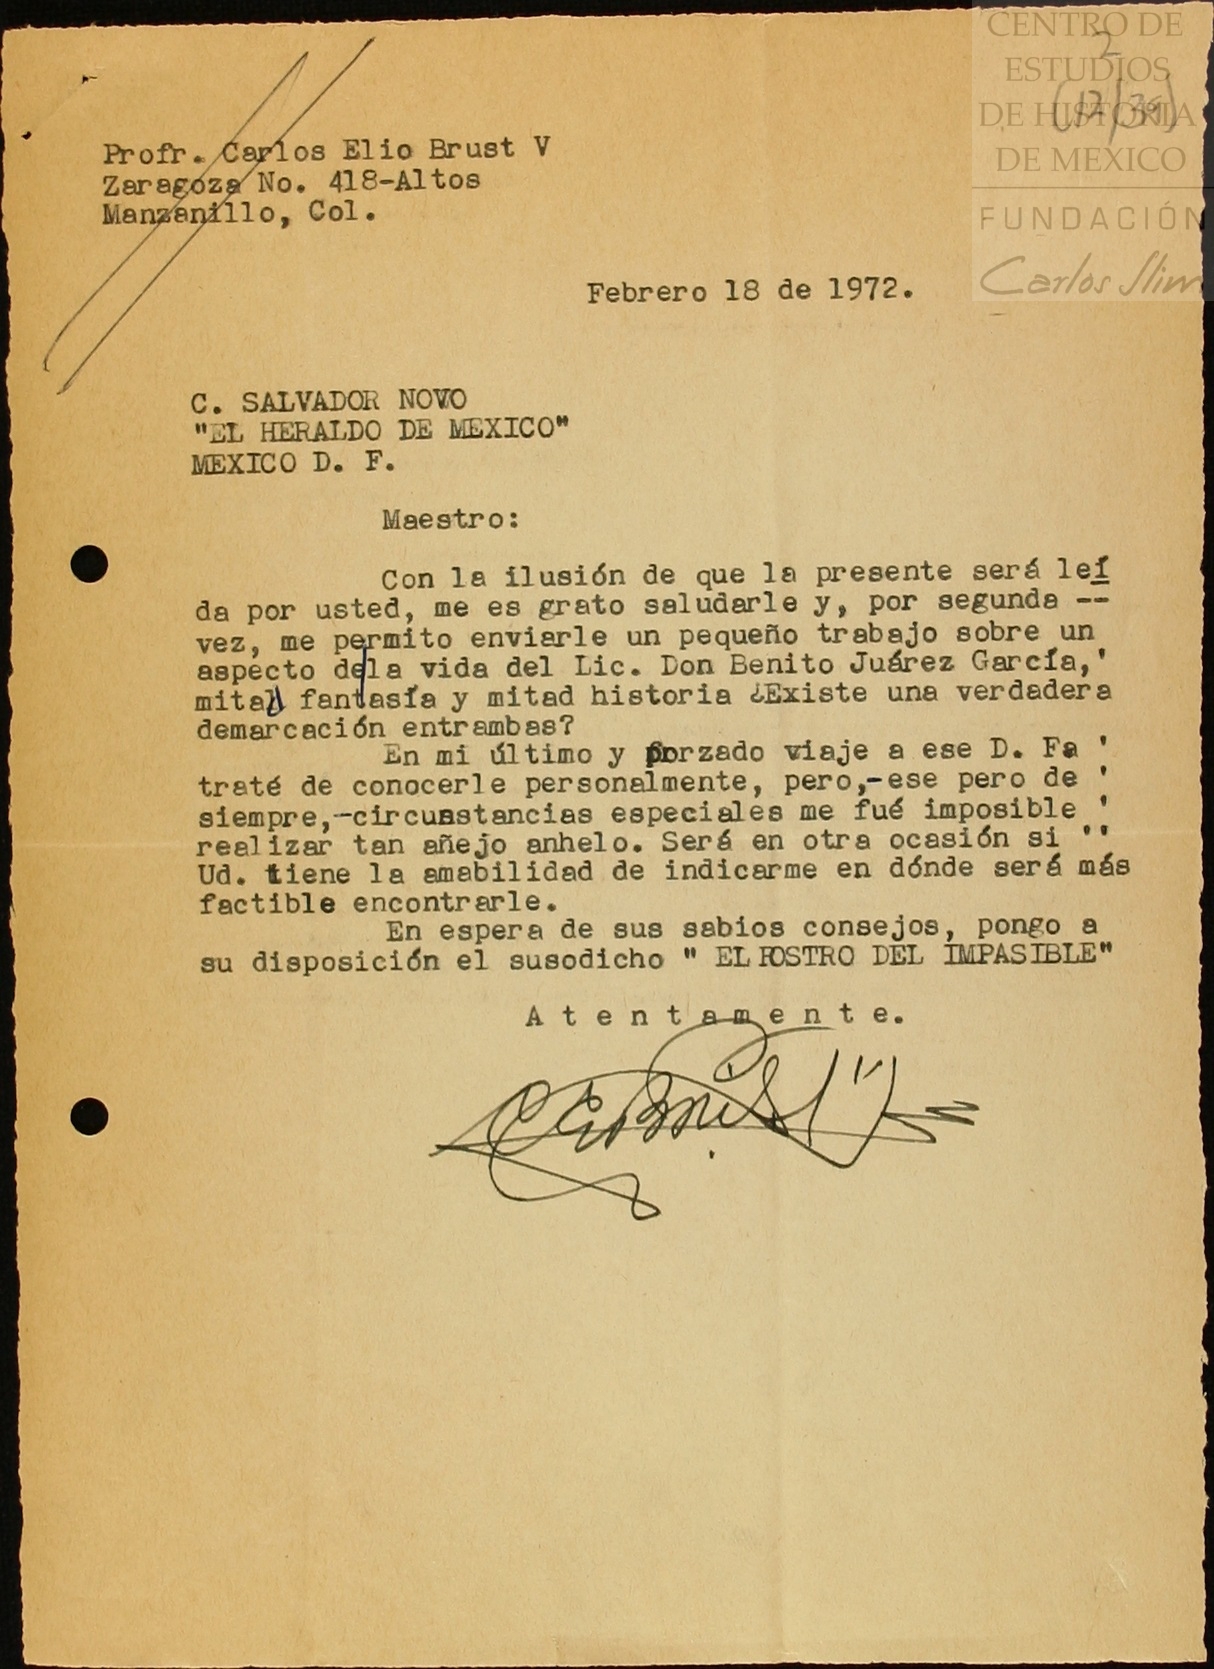 CENTRO DE
ESTUDIOS
DE HISTORIA
DE MEXICO
FUNDACIÓN
Carlos Slim
2
Profr. Carlos Elio Brust V
Zaragoza No. 418-Altos
Manzanillo, Col.
Febrero 18 de 1972.
C. SALVADOR NOVO
"EL HERALDO DE MEXICO"
MEXICO D. F.
Maestro:
Con la ilusión de que la presente será leí
da por usted, me es grato saludarle y, por segunda --
vez, me permito enviarle un pequeño trabajo sobre un
aspecto de la vida del Lic. Don Benito Juárez García,'
mitad fantasía y mitad historia ¿Existe una verdadera
demarcación entrambas?
En mi último y forzado viaje a ese D. Fa '
traté de conocerle personalmente, pero,-ese pero de '
siempre,-circunstancias especiales me fué imposible '
realizar tan añejo anhelo. Será en otra ocasión si ''
Ud. tiene la amabilidad de indicarme en dónde será más
factible encontrarle.
En espera de sus sabios consejos, pongo a
su disposición el susodicho " EL ROSTRO DEL IMPASIBLE"
A t e n t a m e n t e.